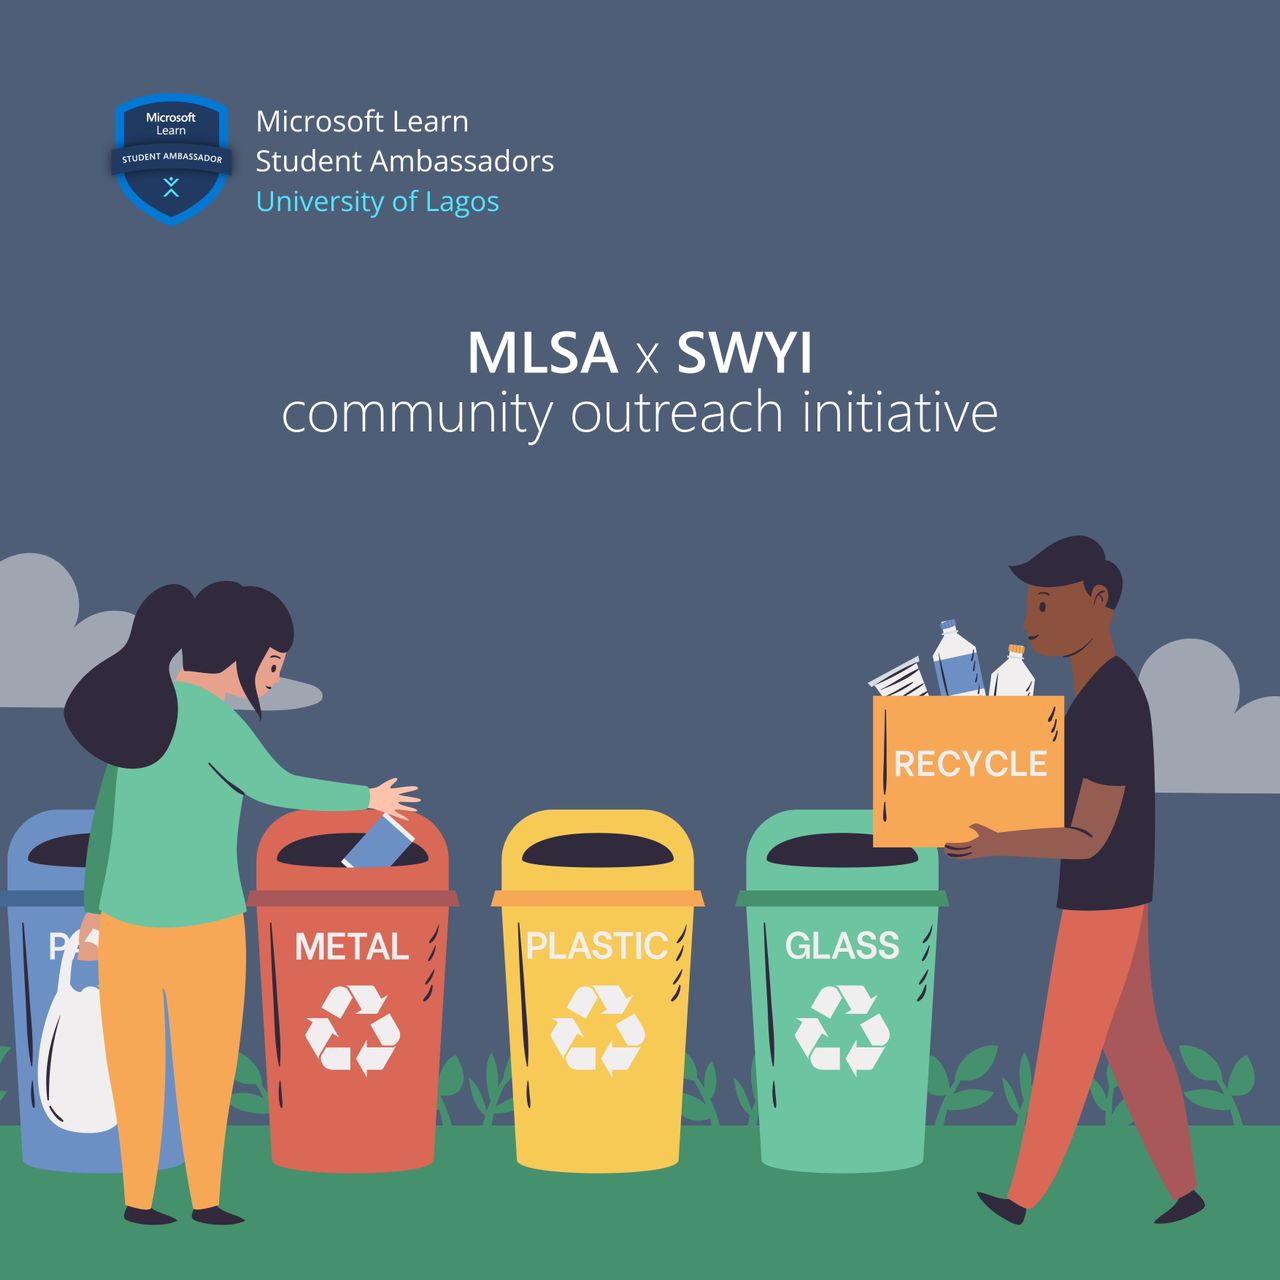 Microsoft
Learn
STUDENT AMBASSADOR
Microsoft Learn
Student Ambassadors
University of Lagos
MLSA x SWYI
community outreach initiative
RECYCLE
METAL
PLASTIC
GLASS